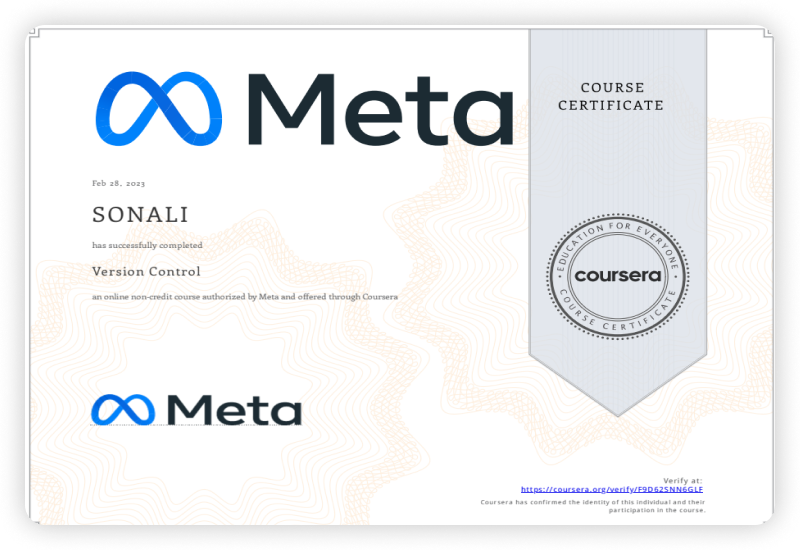 Meta
COURSE
CERTIFICATE
Feb 28, 2023
SONALI
has successfully completed
Version Control
an online non-credit course authorized by Meta and offered through Coursera
EDUCATION FOR EVERYONE
coursera
COURSE CERTIFICATE
Meta
Verify at:
https://coursera.org/verify/F9D62SNN6GLF
Coursera has confirmed the identity of this individual and their
participation in the course.